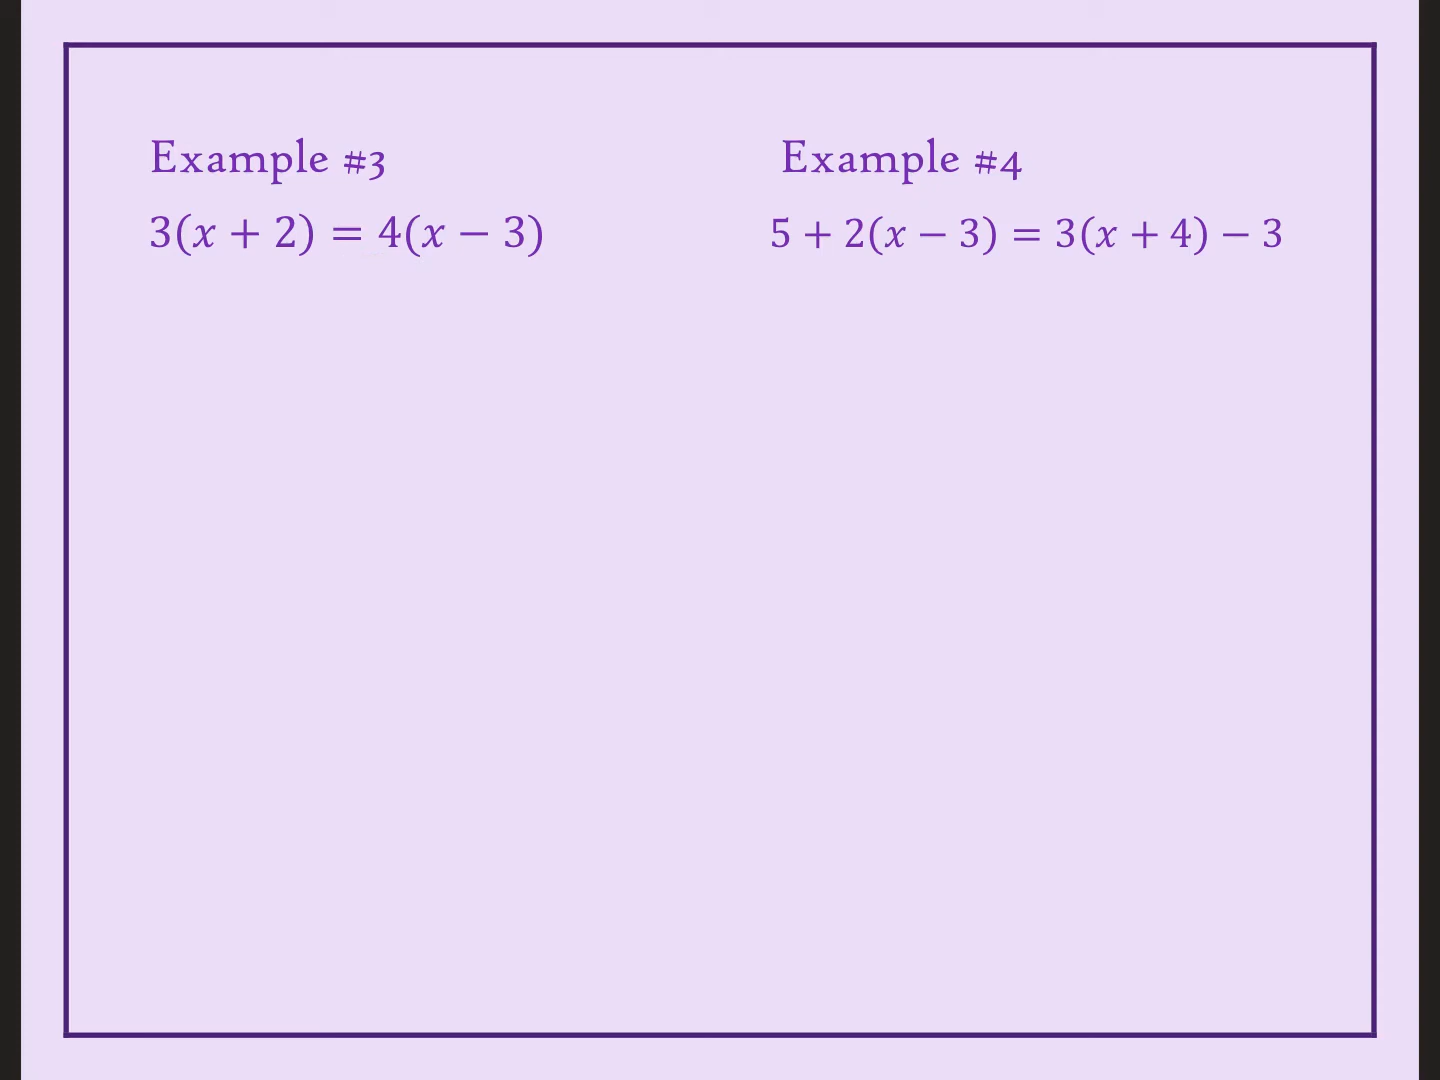 Example #3
3(x + 2) = 4(x − 3)
Example #4
5 + 2(x − 3) = 3(x + 4) − 3